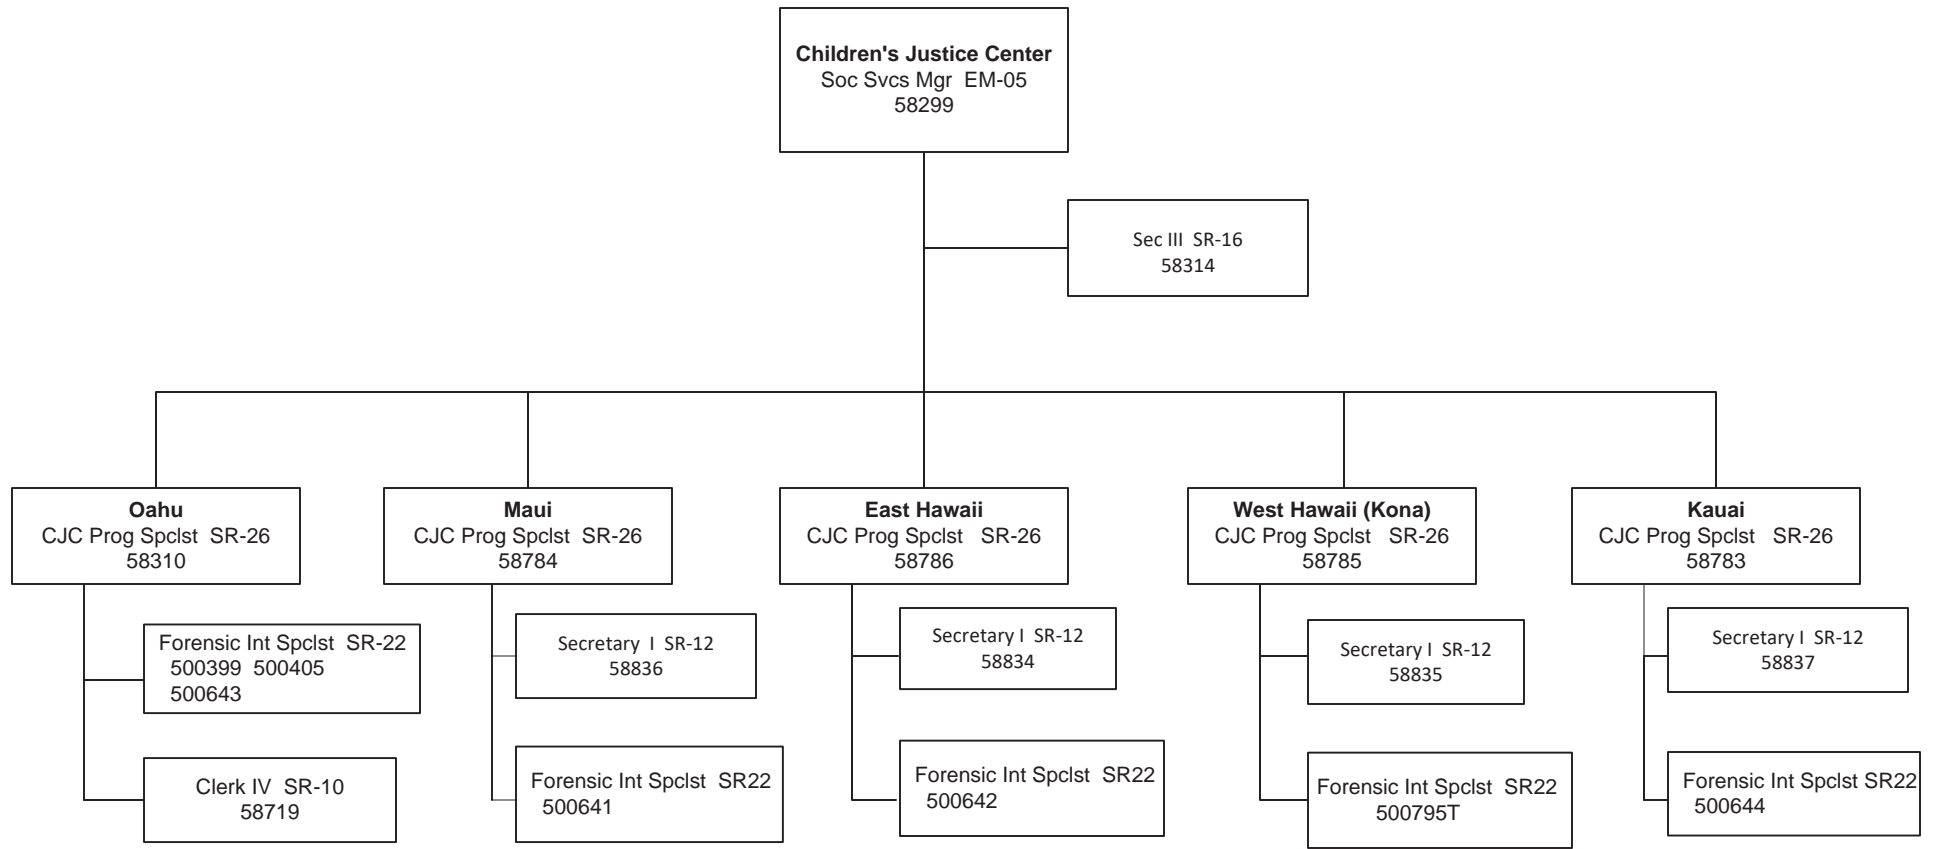 Children's Justice Center
Soc Svcs Mgr EM-05
58299
Sec III SR-16
58314
Oahu
CJC Prog Spclst SR-26
58310
Maui
CJC Prog Spclst SR-26
58784
East Hawaii
CJC Prog Spclst SR-26
58786
West Hawaii (Kona)
CJC Prog Spclst SR-26
58785
Kauai
CJC Prog Spclst SR-26
58783
Forensic Int Spclst SR-22
500399 500405
500643
Clerk IV SR-10
58719
Secretary I SR-12
58836
Forensic Int Spclst SR22
500641
Secretary I SR-12
58834
Forensic Int Spclst SR22
500642
Secretary I SR-12
58835
Forensic Int Spclst SR22
500795T
Secretary I SR-12
58837
Forensic Int Spclst SR22
500644